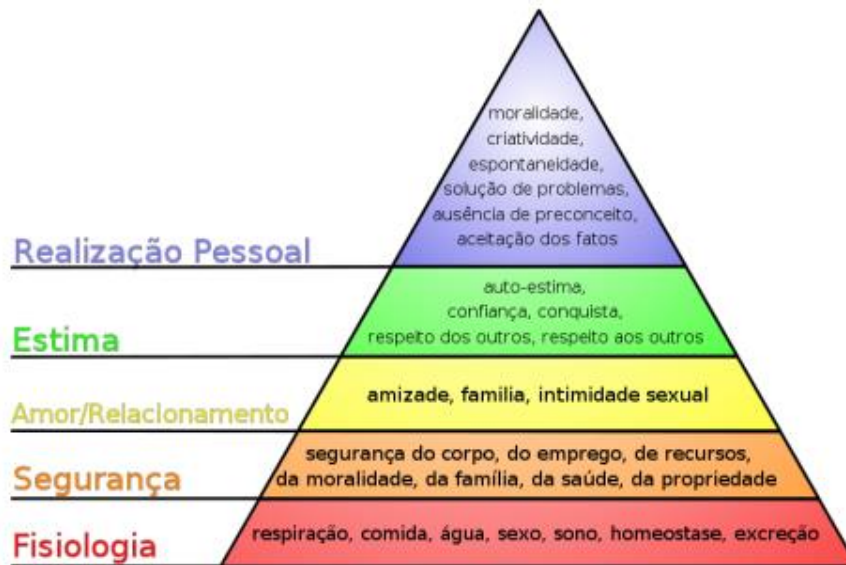 moralidade,
criatividade,
espontaneidade,
solução de problemas,
ausência de preconceito,
aceitação dos fatos
Realização Pessoal
auto-estima,
confiança, conquista,
respeito dos outros, respeito aos outros
Estima
amizade, família, intimidade sexual
Amor/Relacionamento
segurança do corpo, do emprego, de recursos,
da moralidade, da família, da saúde, da propriedade
Segurança
respiração, comida, água, sexo, sono, homeostase, excreção
Fisiologia